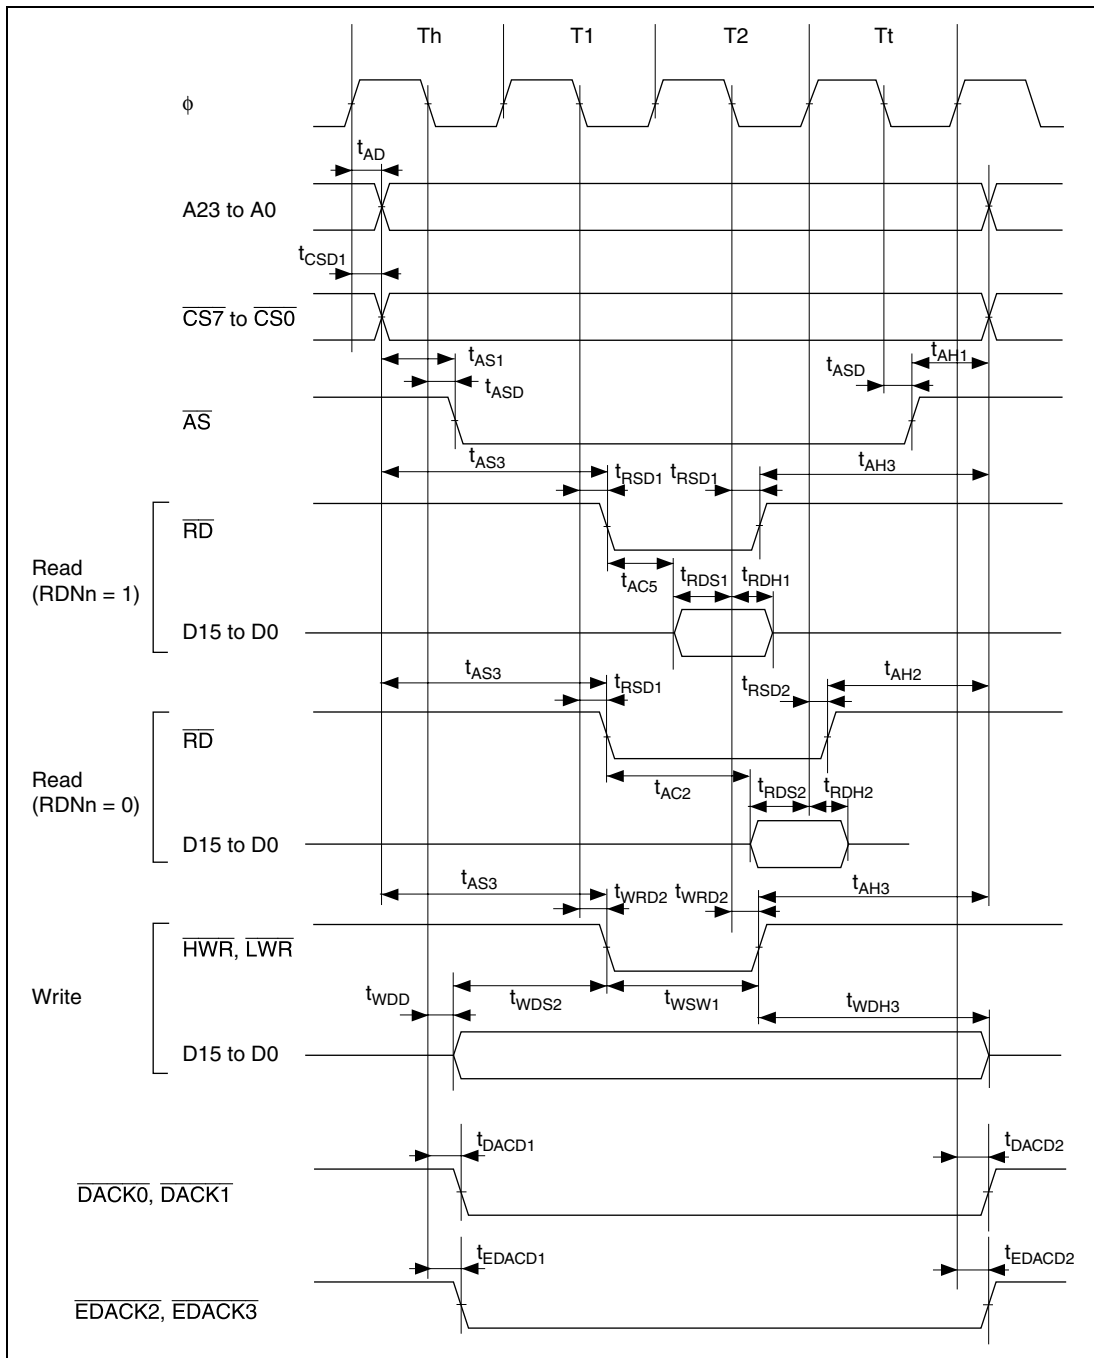 Th T1 T2 Tt
ϕ
tAD
A23 to A0
tCSD1
CS7 to CS0
tAS1 tAH1
tASD tASD
AS
tAS3 tRSD1 tRSD1 tAH3
RD
Read
(RDNn = 1)
tAC5 tRDS1 tRDH1
D15 to D0
tAS3 tRSD1 tRSD2 tAH2
RD
Read
(RDNn = 0)
tAC2 tRDS2 tRDH2
D15 to D0
tAS3 tWRD2 tWRD2 tAH3
HWR, LWR
Write
tWDD tWDS2 tWSW1 tWDH3
D15 to D0
tDACD1 tDACD2
DACK0, DACK1
tEDACD1 tEDACD2
EDACK2, EDACK3